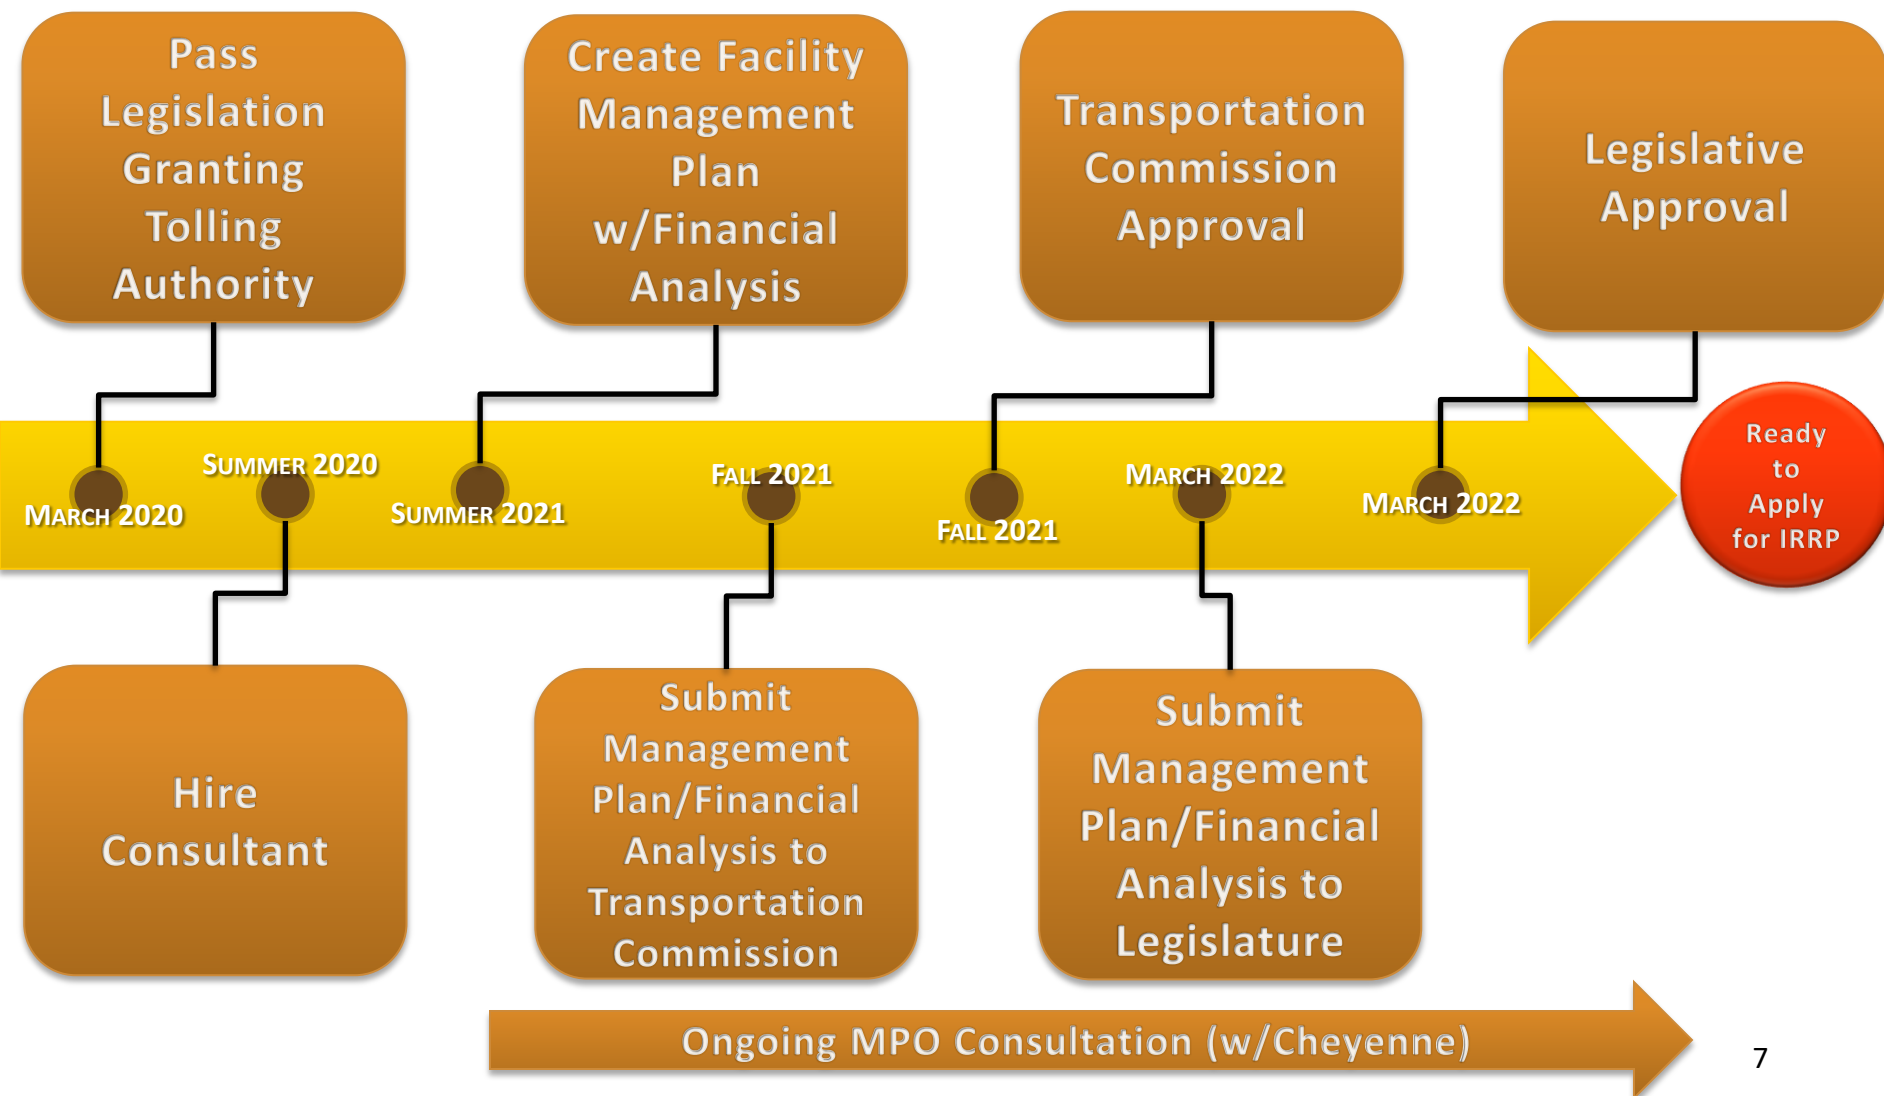 Pass
Legislation
Granting
Tolling
Authority
Create Facility
Management
Plan
w/Financial
Analysis
Transportation
Commission
Approval
Legislative
Approval
MARCH 2020
SUMMER 2020
SUMMER 2021
FALL 2021
FALL 2021
MARCH 2022
MARCH 2022
Ready
to
Apply
for IRRP
Hire
Consultant
Submit
Management
Plan/Financial
Analysis to
Transportation
Commission
Submit
Management
Plan/Financial
Analysis to
Legislature
Ongoing MPO Consultation (w/Cheyenne)
7